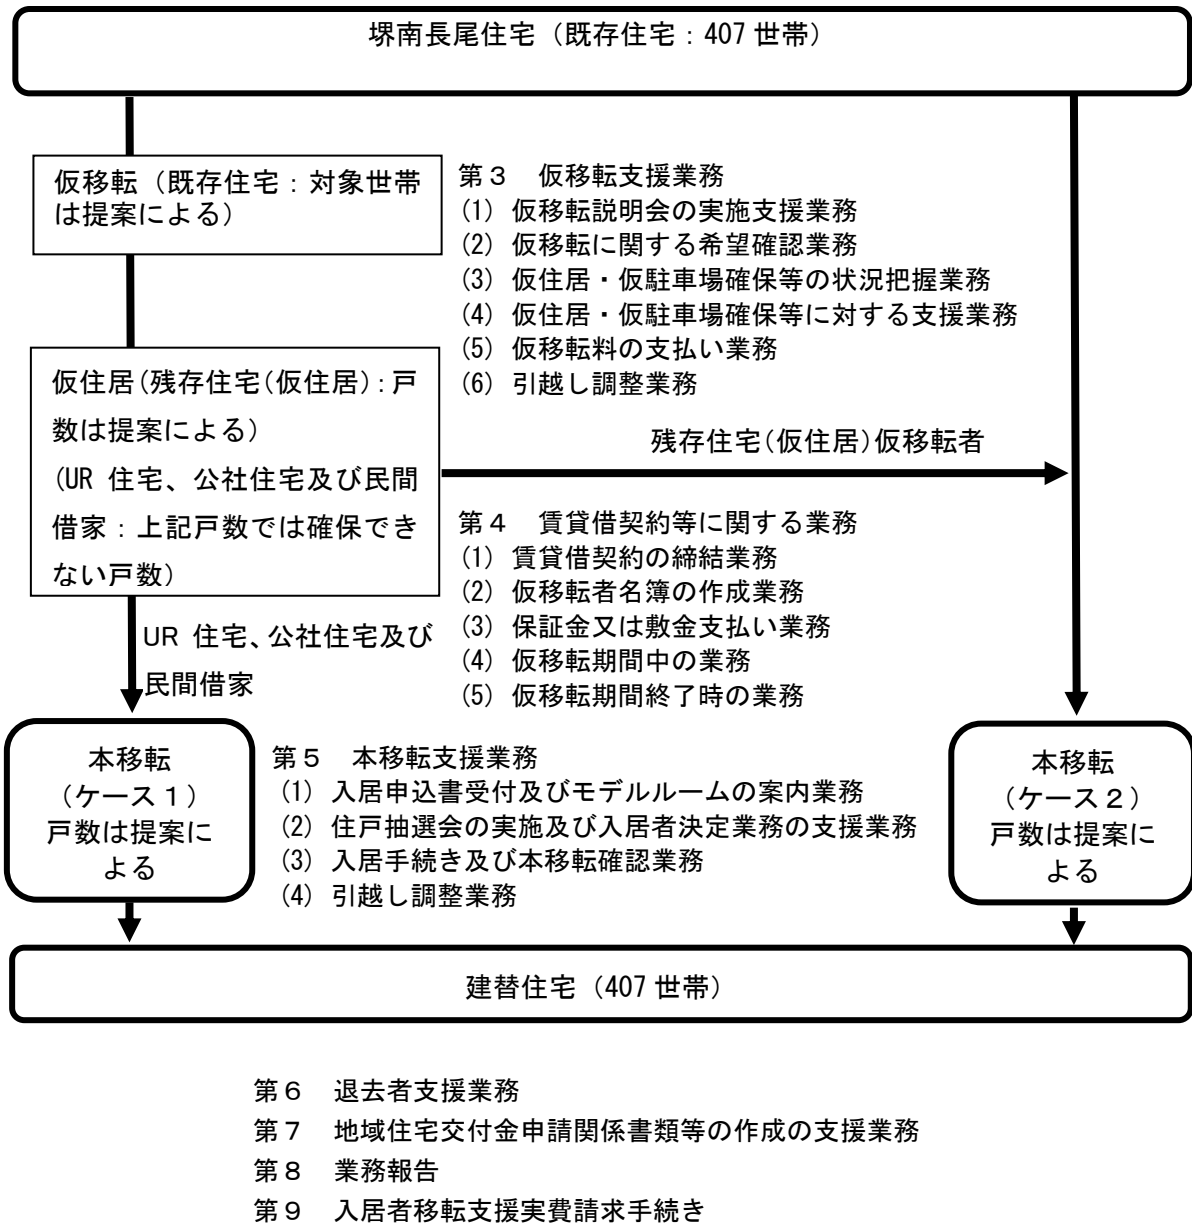 堺南長尾住宅（既存住宅：407 世帯）
仮移転（既存住宅：対象世帯
は提案による）
第３　仮移転支援業務
(1) 仮移転説明会の実施支援業務
(2) 仮移転に関する希望確認業務
(3) 仮住居・仮駐車場確保等の状況把握業務
(4) 仮住居・仮駐車場確保等に対する支援業務
(5) 仮移転料の支払い業務
(6) 引越し調整業務
仮住居(残存住宅(仮住居)：戸
数は提案による)
(UR 住宅、公社住宅及び民間
借家：上記戸数では確保でき
ない戸数)
残存住宅(仮住居)仮移転者
第４　賃貸借契約等に関する業務
(1) 賃貸借契約の締結業務
(2) 仮移転者名簿の作成業務
(3) 保証金又は敷金支払い業務
(4) 仮移転期間中の業務
(5) 仮移転期間終了時の業務
UR 住宅、公社住宅及び
民間借家
本移転
（ケース１）
戸数は提案に
よる
第５　本移転支援業務
(1) 入居申込書受付及びモデルルームの案内業務
(2) 住戸抽選会の実施及び入居者決定業務の支援業務
(3) 入居手続き及び本移転確認業務
(4) 引越し調整業務
本移転
（ケース２）
戸数は提案に
よる
建替住宅（407 世帯）
第６　退去者支援業務
第７　地域住宅交付金申請関係書類等の作成の支援業務
第８　業務報告
第９　入居者移転支援実費請求手続き